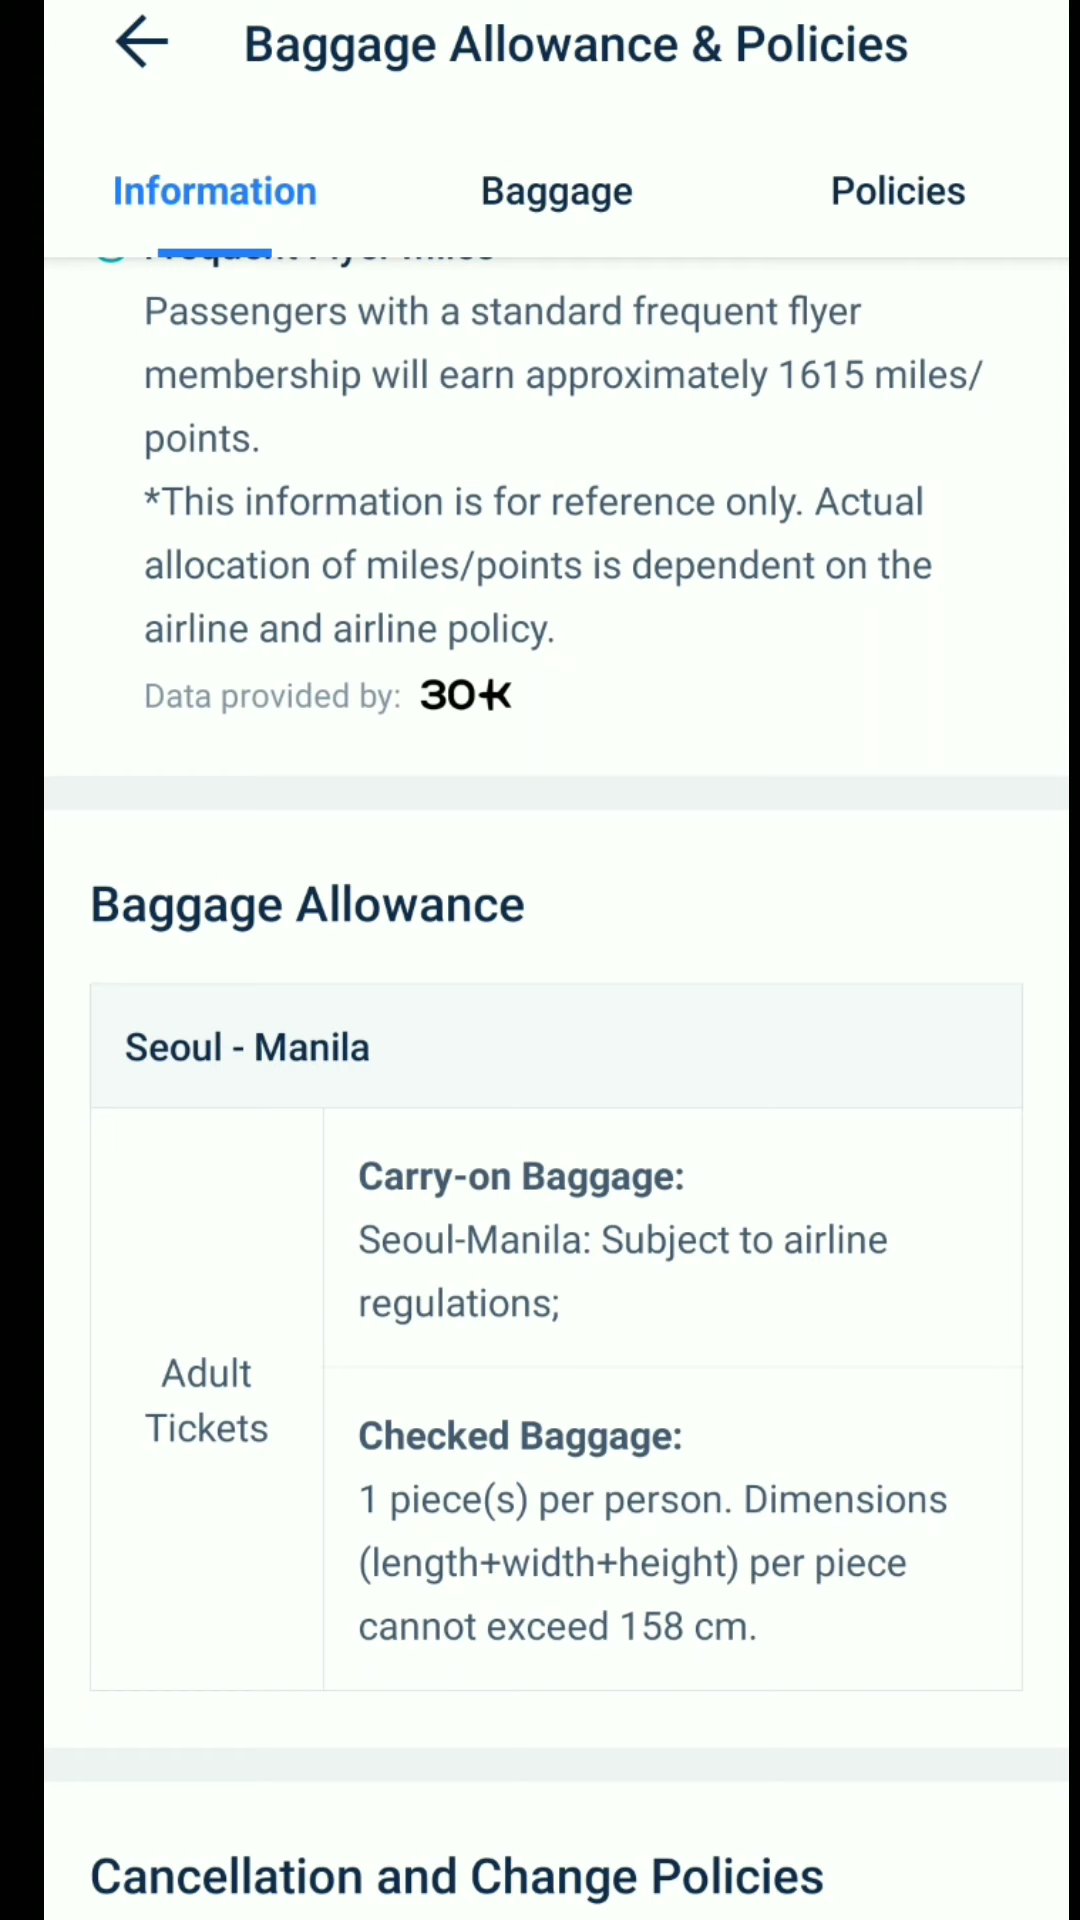 Baggage Allowance & Policies
Information Baggage Policies
Frequent Flyer Miles
Passengers with a standard frequent flyer
membership will earn approximately 1615 miles/
points.
*This information is for reference only. Actual
allocation of miles/points is dependent on the
airline and airline policy.
Data provided by: 30K
Baggage Allowance
Seoul - Manila
Adult
Tickets
Carry-on Baggage:
Seoul-Manila: Subject to airline
regulations;
Checked Baggage:
1 piece(s) per person. Dimensions
(length+width+height) per piece
cannot exceed 158 cm.
Cancellation and Change Policies